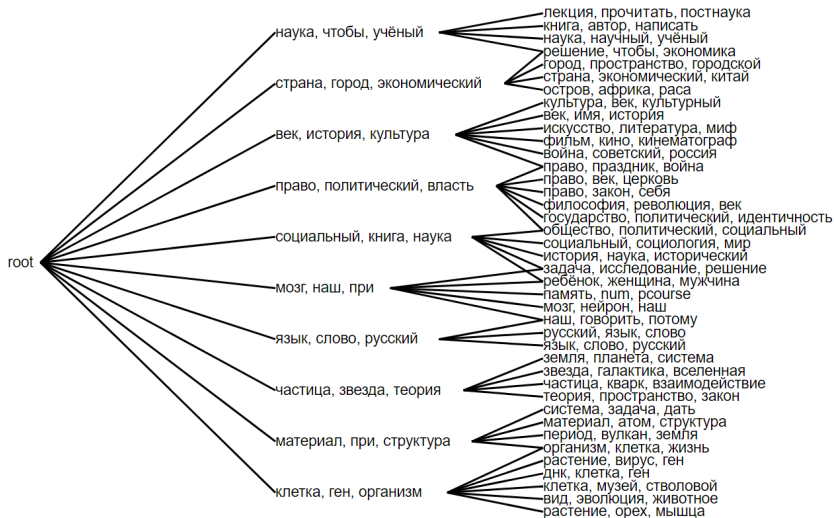 root
наука, чтобы, учёный
страна, город, экономический
век, история, культура
право, политический, власть
социальный, книга, наука
мозг, наш, при
язык, слово, русский
частица, звезда, теория
материал, при, структура
клетка, ген, организм
лекция, прочитать, постнаука
книга, автор, написать
наука, научный, учёный
решение, чтобы, экономика
город, пространство, городской
страна, экономический, китай
остров, африка, раса
культура, век, культурный
век, имя, история
искусство, литература, миф
фильм, кино, кинематограф
война, советский, россия
право, праздник, война
право, век, церковь
право, закон, себя
философия, революция, век
государство, политический, идентичность
общество, политический, социальный
социальный, социология, мир
история, наука, исторический
задача, исследование, решение
ребёнок, женщина, мужчина
память, num, pcourse
мозг, нейрон, наш
наш, говорить, потому
русский, язык, слово
язык, слово, русский
земля, планета, система
звезда, галактика, вселенная
частица, кварк, взаимодействие
теория, пространство, закон
система, задача, дать
материал, атом, структура
период, вулкан, земля
организм, клетка, жизнь
растение, вирус, ген
днк, клетка, ген
клетка, музей, стволовой
вид, эволюция, животное
растение, орех, мышца